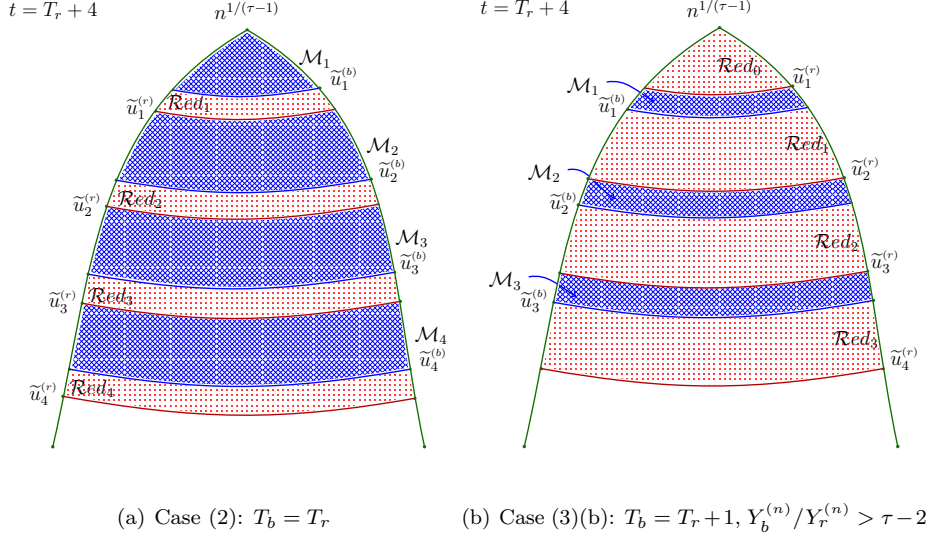 t = T_r + 4
n^{1/(τ−1)}
M_1
ũ_1^{(b)}
ũ_1^{(r)}
Red_1
M_2
ũ_2^{(b)}
ũ_2^{(r)}
Red_2
M_3
ũ_3^{(b)}
ũ_3^{(r)}
Red_3
M_4
ũ_4^{(b)}
ũ_4^{(r)}
Red_4
(a) Case (2): T_b = T_r
t = T_r + 4
n^{1/(τ−1)}
Red_0
ũ_1^{(r)}
M_1
ũ_1^{(b)}
Red_1
ũ_2^{(r)}
M_2
ũ_2^{(b)}
Red_2
ũ_3^{(r)}
M_3
ũ_3^{(b)}
Red_3
ũ_4^{(r)}
(b) Case (3)(b): T_b = T_r + 1, Y_b^{(n)}/Y_r^{(n)} > τ − 2